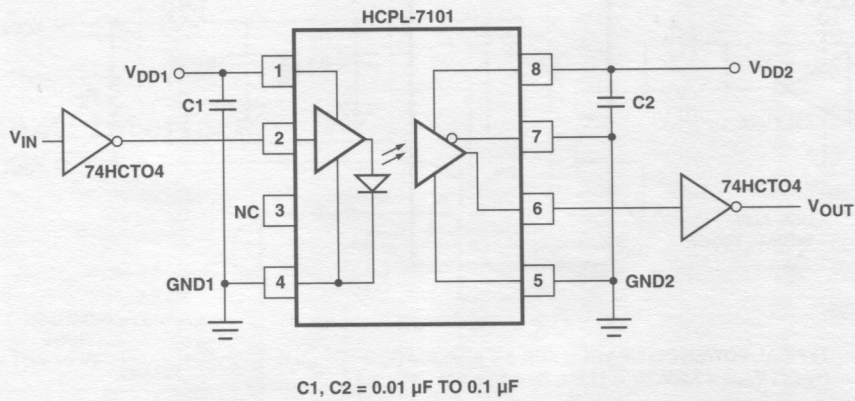 HCPL-7101
VDD1
C1
1
8
VDD2
C2
VIN
74HCTO4
2
7
NC
3
6
74HCTO4
VOUT
GND1
4
5
GND2
C1, C2 = 0.01 µF TO 0.1 µF